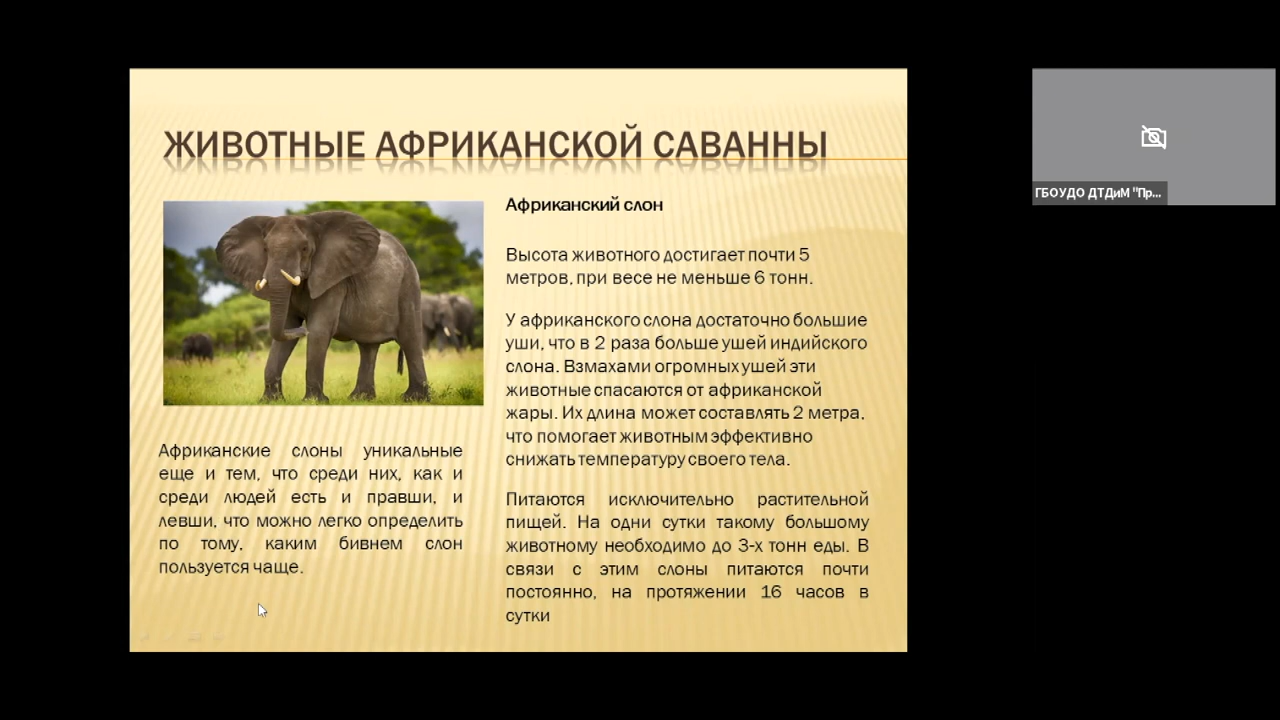 ЖИВОТНЫЕ АФРИКАНСКОЙ САВАННЫ
Африканские слоны уникальные
еще и тем, что среди них, как и
среди людей есть и правши, и
левши, что можно легко определить
по тому, каким бивнем слон
пользуется чаще.
Африканский слон
Высота животного достигает почти 5
метров, при весе не меньше 6 тонн.
У африканского слона достаточно большие
уши, что в 2 раза больше ушей индийского
слона. Взмахами огромных ушей эти
животные спасаются от африканской
жары. Их длина может составлять 2 метра,
что помогает животным эффективно
снижать температуру своего тела.
Питаются исключительно растительной
пищей. На одни сутки такому большому
животному необходимо до 3-х тонн еды. В
связи с этим слоны питаются почти
постоянно, на протяжении 16 часов в
сутки
ГБОУДО ДТДиМ "Пр...